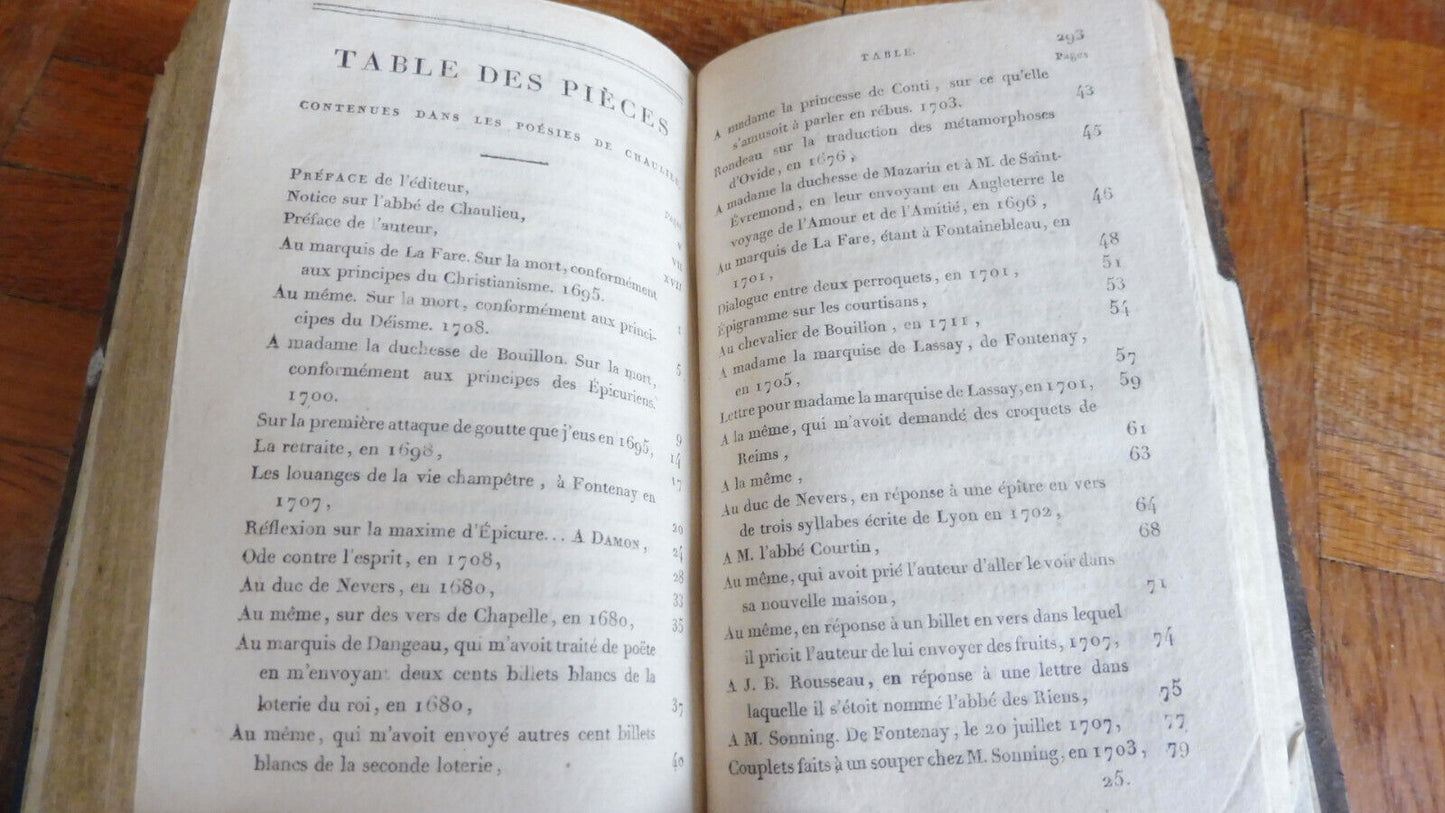 TABLE DES PIÈCES
CONTENUES DANS LES POÉSIES DE CHAULIEU.
Pages
PRÉFACE de l'éditeur, v
Notice sur l'abbé de Chaulieu, VII
Préface de l'auteur, XVII
Au marquis de La Fare. Sur la mort, conformément
aux principes du Christianisme. 1695. 1
Au même. Sur la mort, conformément aux prin-
cipes du Déisme. 1708. 5
A madame la duchesse de Bouillon. Sur la mort,
conformément aux principes des Épicuriens.
1700. 9
Sur la première attaque de goutte que j'eus en 1695, 14
La retraite, en 1698, 17
Les louanges de la vie champêtre, à Fontenay en
1707, 20
Réflexion sur la maxime d'Épicure... A DAMON, 24
Ode contre l'esprit, en 1708, 28
Au duc de Nevers, en 1680, 33
Au même, sur des vers de Chapelle, en 1680, 35
Au marquis de Dangeau, qui m'avoit traité de poëte
en m'envoyant deux cents billets blancs de la
loterie du roi, en 1680, 37
Au même, qui m'avoit envoyé autres cent billets
blancs de la seconde loterie, 40
TABLE. 293
Pages
A madame la princesse de Conti, sur ce qu'elle
s'amusoit à parler en rébus. 1703. 43
Rondeau sur la traduction des métamorphoses
d'Ovide, en 1676, 45
A madame la duchesse de Mazarin et à M. de Saint-
Évremond, en leur envoyant en Angleterre le
voyage de l'Amour et de l'Amitié, en 1696, 46
Au marquis de La Fare, étant à Fontainebleau, en
1701, 48
Dialogue entre deux perroquets, en 1701, 51
Épigramme sur les courtisans, 53
Au chevalier de Bouillon, en 1711, 54
A madame la marquise de Lassay, de Fontenay,
en 1705, 57
Lettre pour madame la marquise de Lassay, en 1701, 59
A la même, qui m'avoit demandé des croquets de
Reims, 61
A la même, 63
Au duc de Nevers, en réponse à une épître en vers
de trois syllabes écrite de Lyon en 1702, 64
A M. l'abbé Courtin, 68
Au même, qui avoit prié l'auteur d'aller le voir dans
sa nouvelle maison, 71
Au même, en réponse à un billet en vers dans lequel
il prioit l'auteur de lui envoyer des fruits, 1707, 74
A J. B. Rousseau, en réponse à une lettre dans
laquelle il s'étoit nommé l'abbé des Riens, 75
A M. Sonning. De Fontenay, le 20 juillet 1707, 77
Couplets faits à un souper chez M. Sonning, en 1703, 79
25.